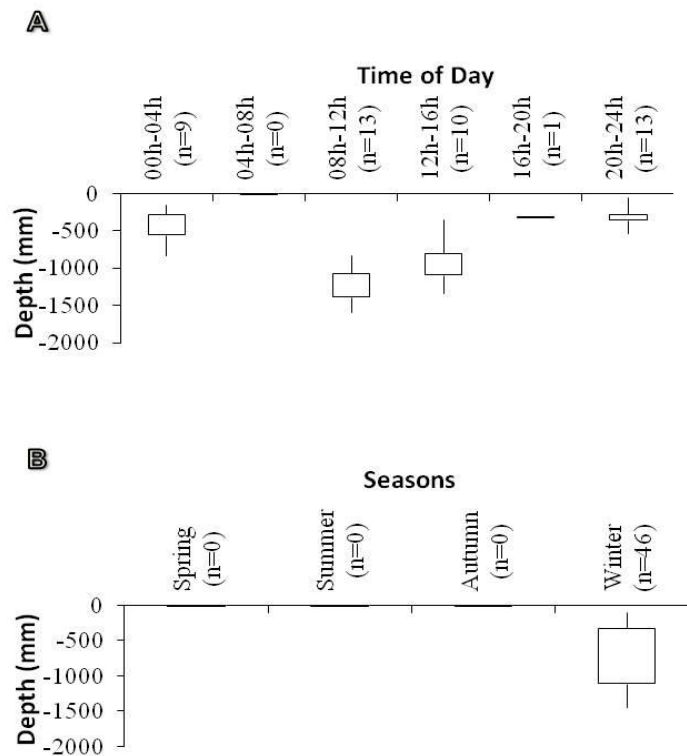 A
Time of Day
00h-04h
(n=9)
04h-08h
(n=0)
08h-12h
(n=13)
12h-16h
(n=10)
16h-20h
(n=1)
20h-24h
(n=13)
Depth (mm)
0
-500
-1000
-1500
-2000
B
Seasons
Spring
(n=0)
Summer
(n=0)
Autumn
(n=0)
Winter
(n=46)
Depth (mm)
0
-500
-1000
-1500
-2000